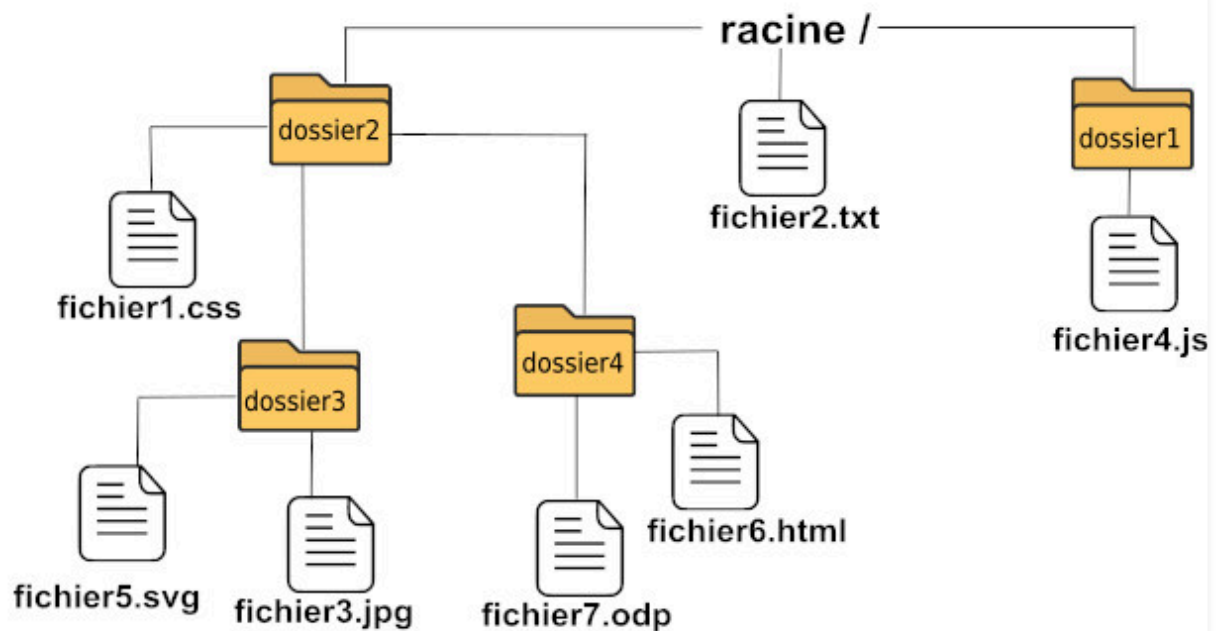 racine /
dossier2
dossier1
fichier2.txt
fichier1.css
fichier4.js
dossier4
dossier3
fichier6.html
fichier5.svg
fichier3.jpg
fichier7.odp